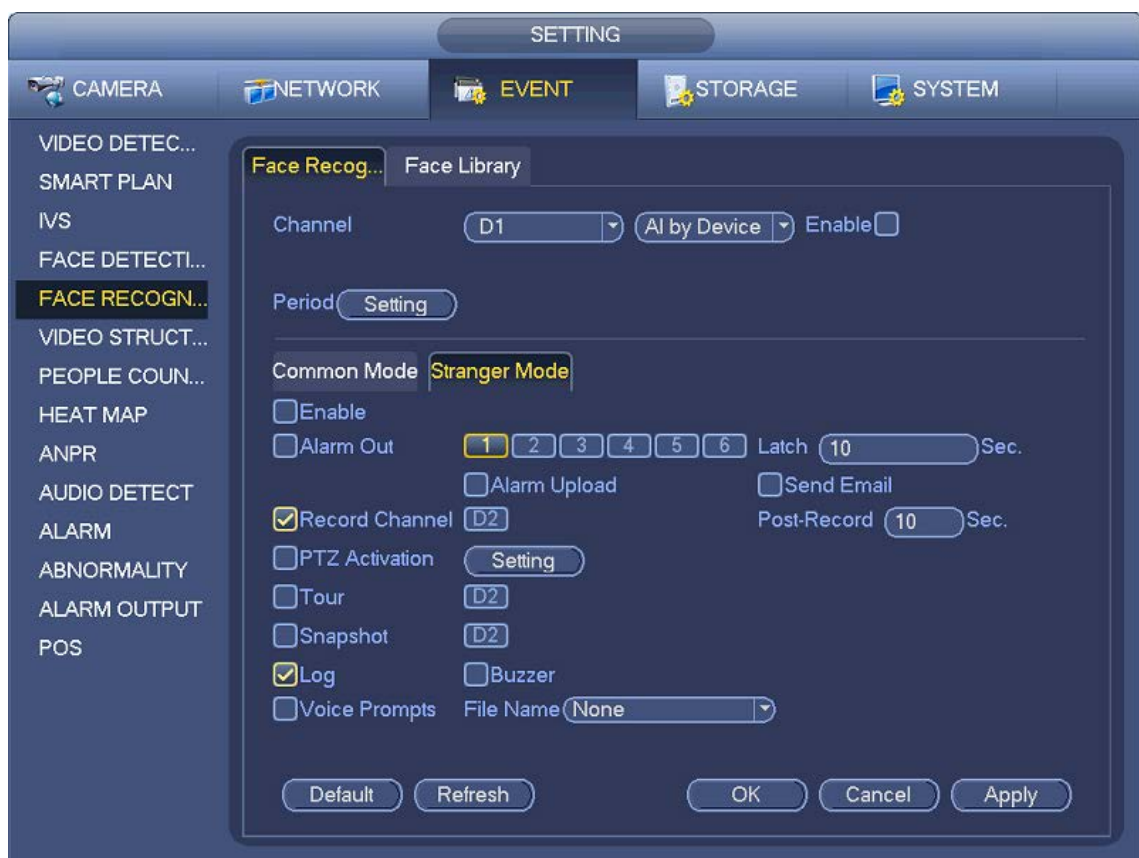 SETTING
CAMERA NETWORK EVENT STORAGE SYSTEM
VIDEO DETEC...
SMART PLAN
IVS
FACE DETECTI...
FACE RECOGN...
VIDEO STRUCT...
PEOPLE COUN...
HEAT MAP
ANPR
AUDIO DETECT
ALARM
ABNORMALITY
ALARM OUTPUT
POS
Face Recog... Face Library
Channel D1 AI by Device Enable
Period Setting
Common Mode Stranger Mode
Enable
Alarm Out 1 2 3 4 5 6 Latch 10 Sec.
Alarm Upload Send Email
Record Channel D2 Post-Record 10 Sec.
PTZ Activation Setting
Tour D2
Snapshot D2
Log Buzzer
Voice Prompts File Name None
Default Refresh OK Cancel Apply